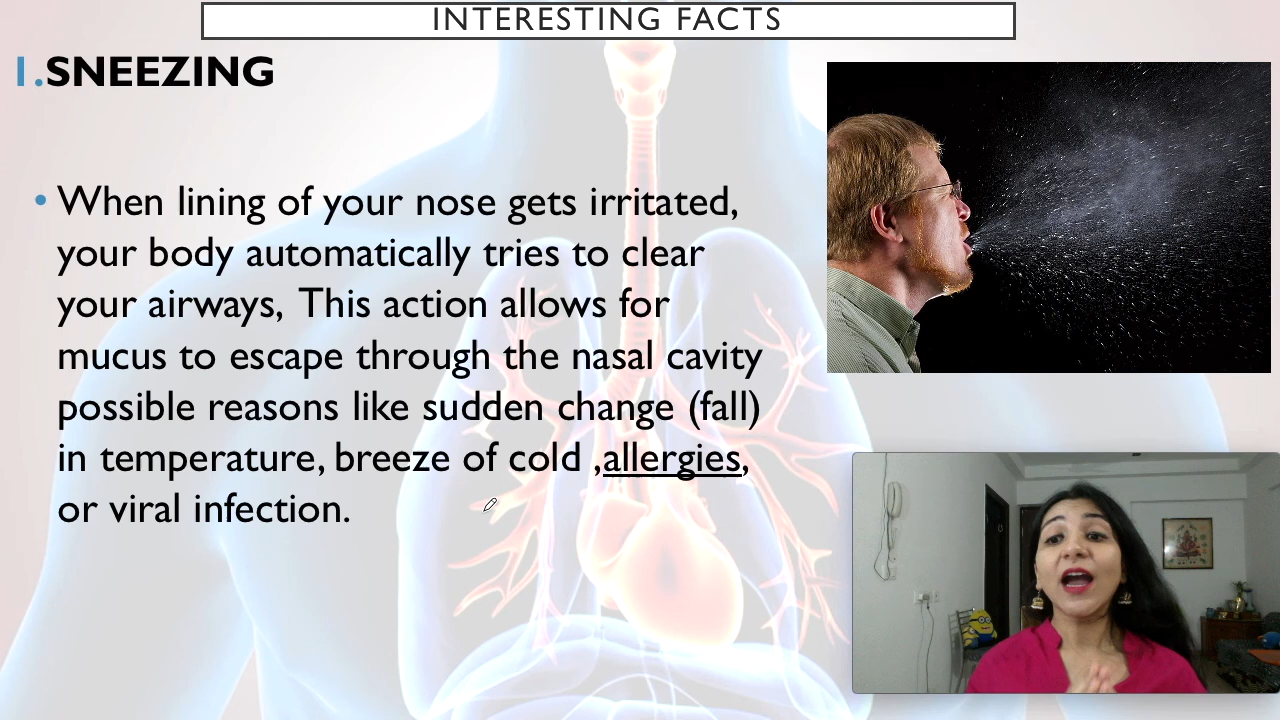 INTERESTING FACTS
1.SNEEZING
• When lining of your nose gets irritated,
your body automatically tries to clear
your airways, This action allows for
mucus to escape through the nasal cavity
possible reasons like sudden change (fall)
in temperature, breeze of cold ,allergies,
or viral infection.